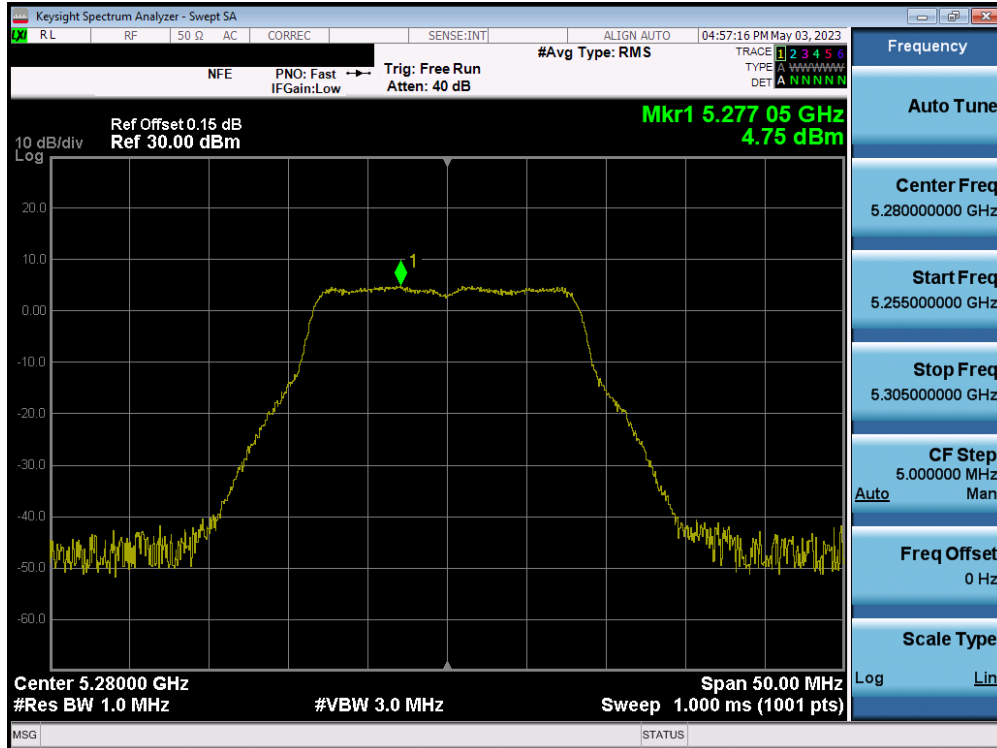 Keysight Spectrum Analyzer - Swept SA
LXI RL RF 50 Ω AC CORREC SENSE:INT ALIGN AUTO 04:57:16 PM May 03, 2023
#Avg Type: RMS
TRACE 1 2 3 4 5 6
TYPE A WWWWWW
DET A N N N N N
NFE PNO: Fast Trig: Free Run
IFGain:Low Atten: 40 dB
Mkr1 5.277 05 GHz
4.75 dBm
Ref Offset 0.15 dB
10 dB/div Ref 30.00 dBm
Log
20.0
10.0
0.00
-10.0
-20.0
-30.0
-40.0
-50.0
-60.0
1
Center 5.28000 GHz Span 50.00 MHz
#Res BW 1.0 MHz #VBW 3.0 MHz Sweep 1.000 ms (1001 pts)
MSG STATUS
Frequency
Auto Tune
Center Freq
5.280000000 GHz
Start Freq
5.255000000 GHz
Stop Freq
5.305000000 GHz
CF Step
5.000000 MHz
Auto Man
Freq Offset
0 Hz
Scale Type
Log Lin